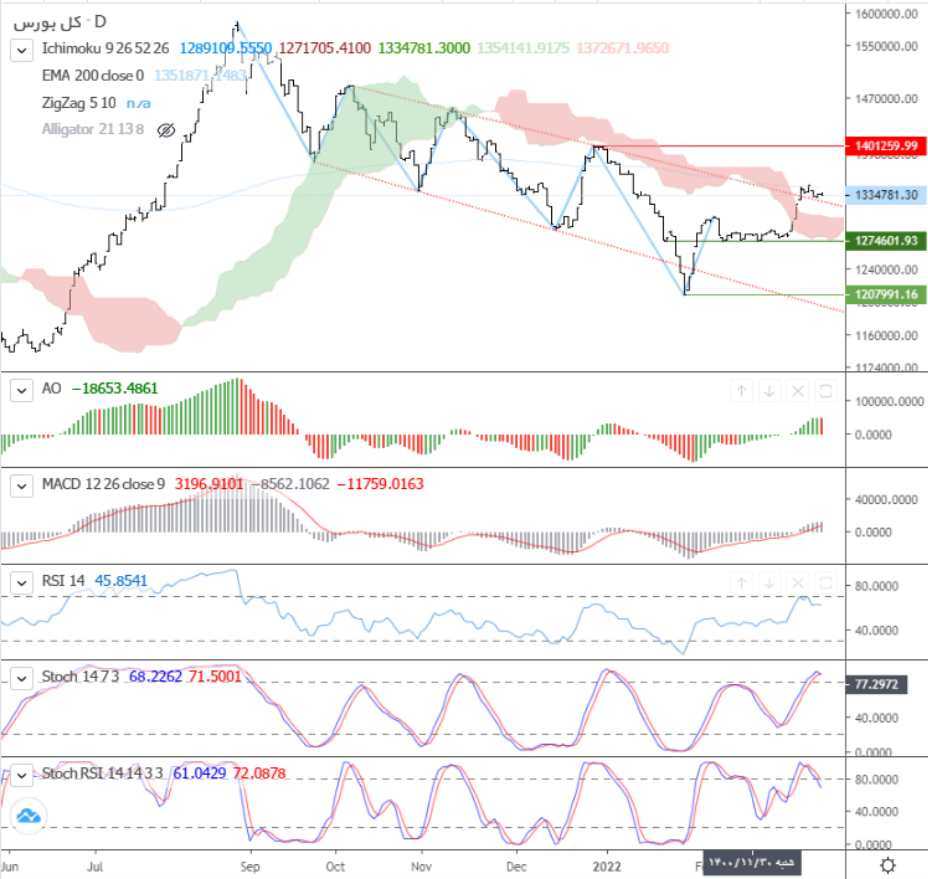 کل بورس · D
Ichimoku 9 26 52 26 1289109.5550 1271705.4100 1334781.3000 1354141.9175 1372671.9650
EMA 200 close 0 1351871.1483
ZigZag 5 10 n/a
Alligator 21 13 8
1600000.00
1550000.00
1470000.00
1401259.99
1334781.30
1274601.93
1240000.00
1207991.16
1160000.00
1124000.00
AO −18653.4861
100000.0000
0.0000
MACD 12 26 close 9 3196.9101 −8562.1062 −11759.0163
40000.0000
0.0000
RSI 14 45.8541
80.0000
40.0000
Stoch 14 7 3 68.2262 71.5001
77.2972
40.0000
0.0000
Stoch RSI 14 14 3 3 61.0429 72.0878
80.0000
40.0000
0.0000
Jun Jul Sep Oct Nov Dec 2022
شنبه ۱۴۰۰/۱۱/۳۰